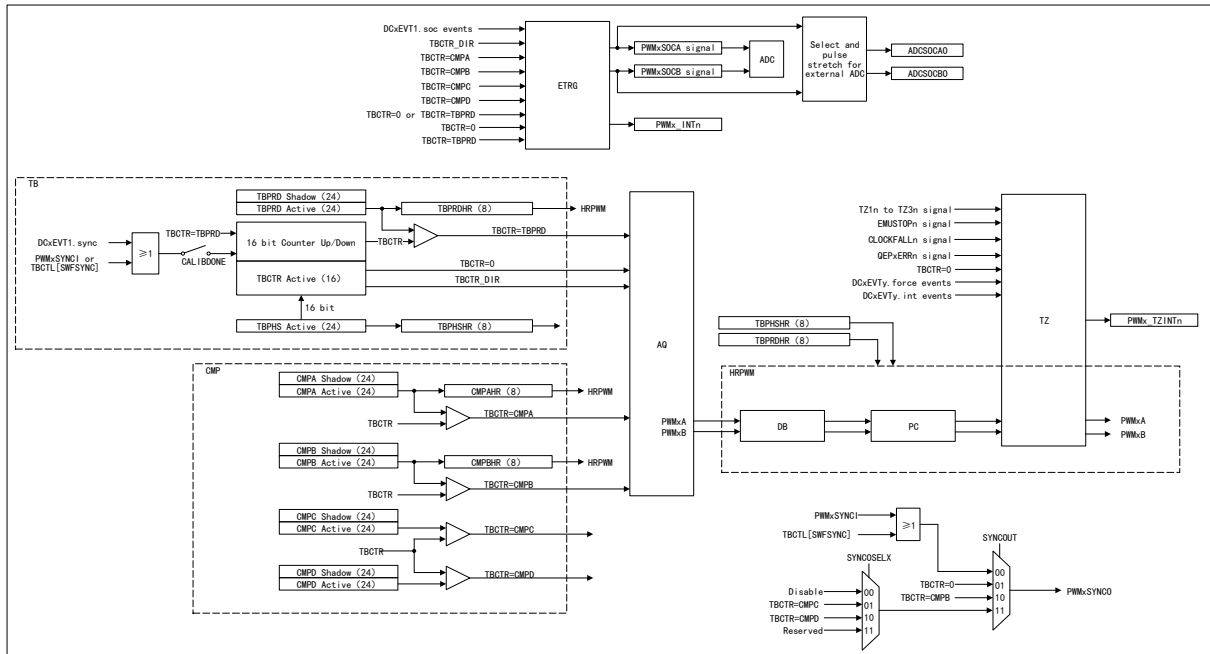 DCxEVT1.soc events
TBCTR_DIR
TBCTR=CMPA
TBCTR=CMPB
TBCTR=CMPC
TBCTR=CMPD
TBCTR=0 or TBCTR=TBPRD
TBCTR=0
TBCTR=TBPRD
ETRG
PWMxSOCA signal
PWMxSOCB signal
ADC
Select and
pulse
stretch for
external ADC
ADCSOCAO
ADCSOCBO
PWMx_INTn
TB
TBPRD Shadow (24)
TBPRD Active (24)
TBPRDHR (8)
HRPWM
TBCTR=TBPRD
DCxEVT1.sync
PWMxSYNCI or
TBCTL[SWFSYNC]
≥1
CALIBDONE
16 bit Counter Up/Down
TBCTR
TBCTR=TBPRD
TBCTR Active (16)
TBCTR=0
TBCTR_DIR
16 bit
TBPHS Active (24)
TBPHSHR (8)
CMP
CMPA Shadow (24)
CMPA Active (24)
CMPAHR (8)
HRPWM
TBCTR
TBCTR=CMPA
CMPB Shadow (24)
CMPB Active (24)
CMPBHR (8)
HRPWM
TBCTR
TBCTR=CMPB
CMPC Shadow (24)
CMPC Active (24)
TBCTR=CMPC
TBCTR
CMPD Shadow (24)
CMPD Active (24)
TBCTR=CMPD
AQ
PWMxA
PWMxB
TZ1n to TZ3n signal
EMUSTOPn signal
CLOCKFALLn signal
QEPxERRn signal
TBCTR=0
DCxEVTy.force events
DCxEVTy.int events
TZ
PWMx_TZINTn
TBPHSHR (8)
TBPRDHR (8)
HRPWM
DB
PC
PWMxA
PWMxB
PWMxSYNCI
TBCTL[SWFSYNC]
≥1
SYNCOUT
SYNCOSELX
Disable
00
TBCTR=CMPC
01
TBCTR=CMPD
10
Reserved
11
00
TBCTR=0
01
TBCTR=CMPB
10
11
PWMxSYNCO